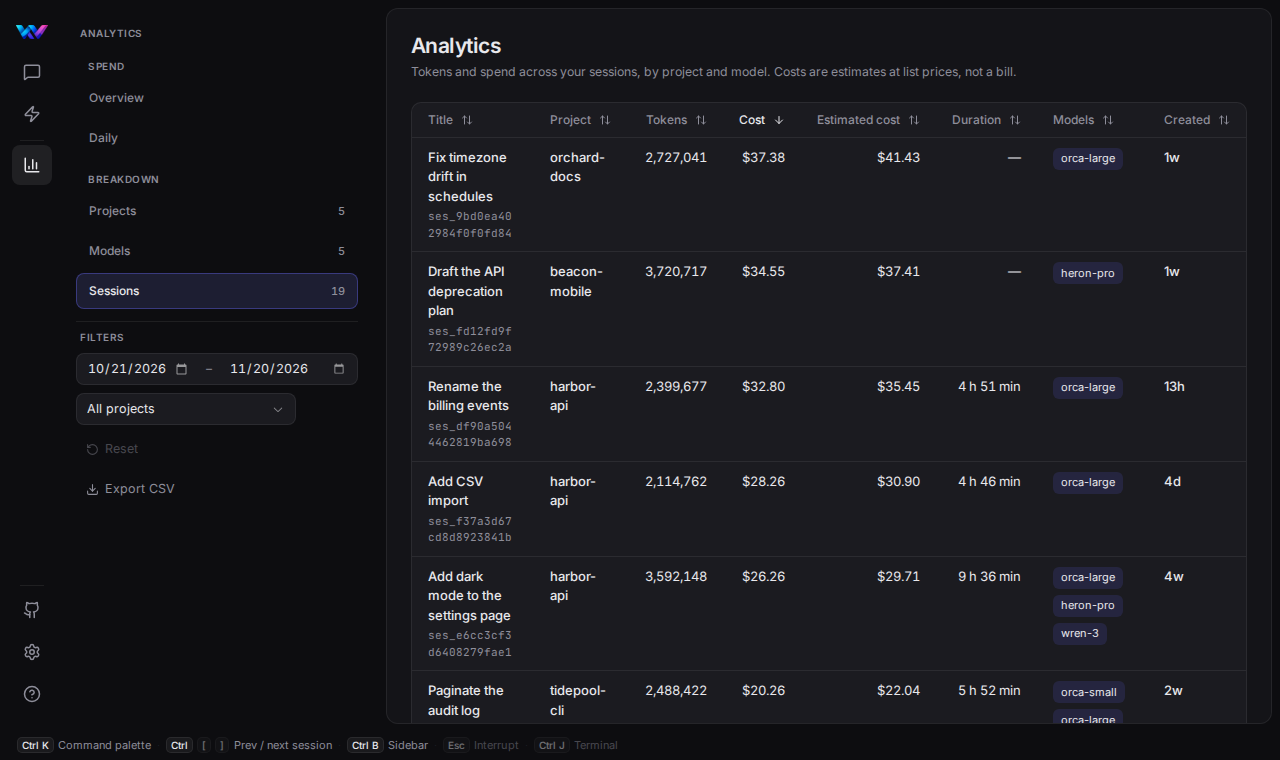 ANALYTICS
SPEND
Overview
Daily
BREAKDOWN
Projects 5
Models 5
Sessions 19
FILTERS
10/21/2026 – 11/20/2026
All projects
Reset
Export CSV
Analytics
Tokens and spend across your sessions, by project and model. Costs are estimates at list prices, not a bill.
Title Project Tokens Cost Estimated cost Duration Models Created
Fix timezone orchard- 2,727,041 $37.38 $41.43 — orca-large 1w
drift in docs
schedules
ses_9bd0ea40
2984f0f0fd84
Draft the API beacon- 3,720,717 $34.55 $37.41 — heron-pro 1w
deprecation mobile
plan
ses_fd12fd9f
72989c26ec2a
Rename the harbor- 2,399,677 $32.80 $35.45 4 h 51 min orca-large 13h
billing events api
ses_df90a504
4462819ba698
Add CSV harbor- 2,114,762 $28.26 $30.90 4 h 46 min orca-large 4d
import api
ses_f37a3d67
cd8d8923841b
Add dark harbor- 3,592,148 $26.26 $29.71 9 h 36 min orca-large 4w
mode to the api heron-pro
settings page wren-3
ses_e6cc3cf3
d6408279fae1
Paginate the tidepool- 2,488,422 $20.26 $22.04 5 h 52 min orca-small 2w
audit log cli orca-large
Ctrl K Command palette Ctrl [ ] Prev / next session Ctrl B Sidebar Esc Interrupt Ctrl J Terminal